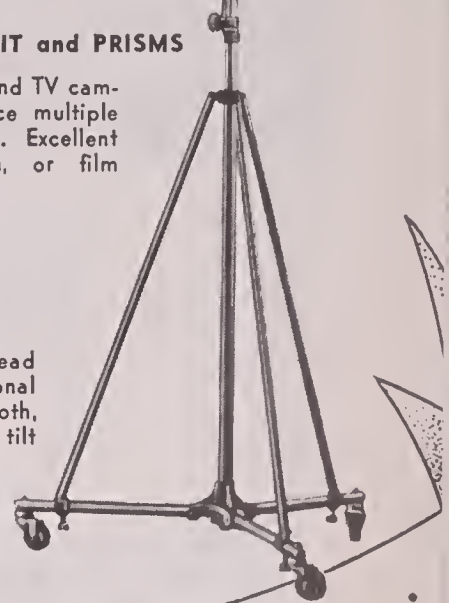 IT and PRISMS
nd TV cam-
ce multiple
. Excellent
, or film
ead
onal
oth,
tilt